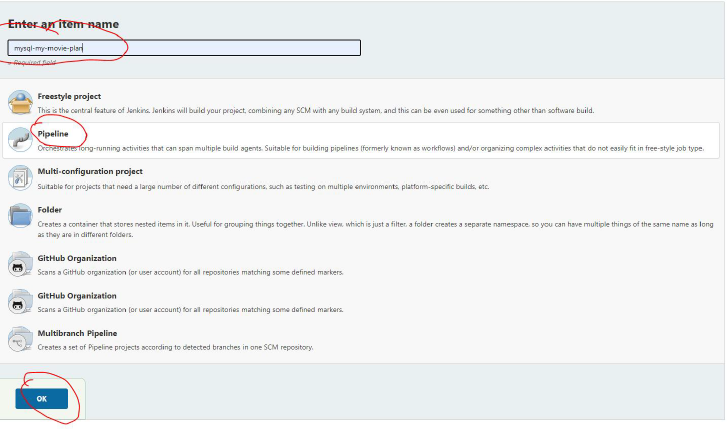 Enter an item name
mysql-my-movie-plan
» Required field
Freestyle project
This is the central feature of Jenkins. Jenkins will build your project, combining any SCM with any build system, and this can be even used for something other than software build.
Pipeline
Orchestrates long-running activities that can span multiple build agents. Suitable for building pipelines (formerly known as workflows) and/or organizing complex activities that do not easily fit in free-style job type.
Multi-configuration project
Suitable for projects that need a large number of different configurations, such as testing on multiple environments, platform-specific builds, etc.
Folder
Creates a container that stores nested items in it. Useful for grouping things together. Unlike view, which is just a filter, a folder creates a separate namespace, so you can have multiple things of the same name as long
as they are in different folders.
GitHub Organization
Scans a GitHub organization (or user account) for all repositories matching some defined markers.
GitHub Organization
Scans a GitHub organization (or user account) for all repositories matching some defined markers.
Multibranch Pipeline
Creates a set of Pipeline projects according to detected branches in one SCM repository.
OK